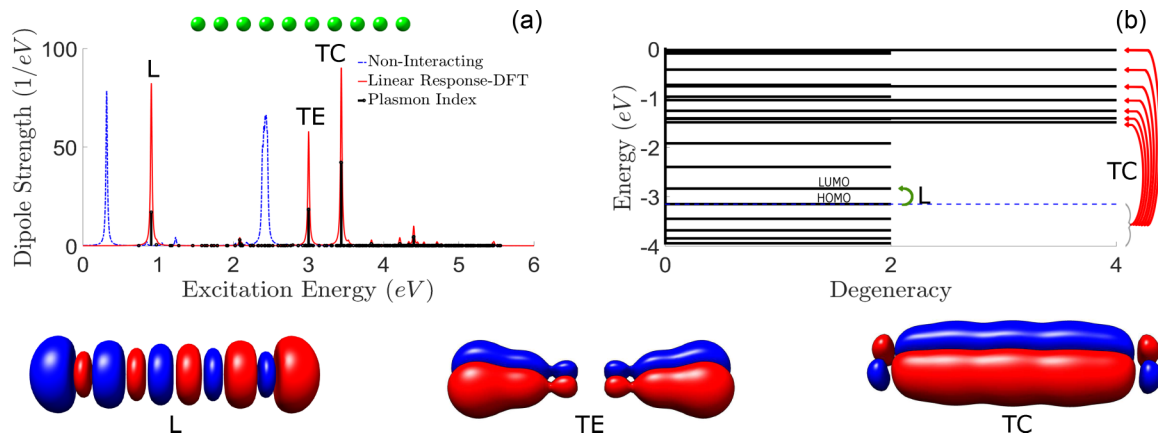 (a)
100
50
0
0 1 2 3 4 5 6
Dipole Strength (1/eV)
Excitation Energy (eV)
L
TE
TC
Non-Interacting
Linear Response-DFT
Plasmon Index
(b)
0
-1
-2
-3
-4
0 1 2 3 4
Energy (eV)
Degeneracy
LUMO
HOMO
L
TC
L
TE
TC